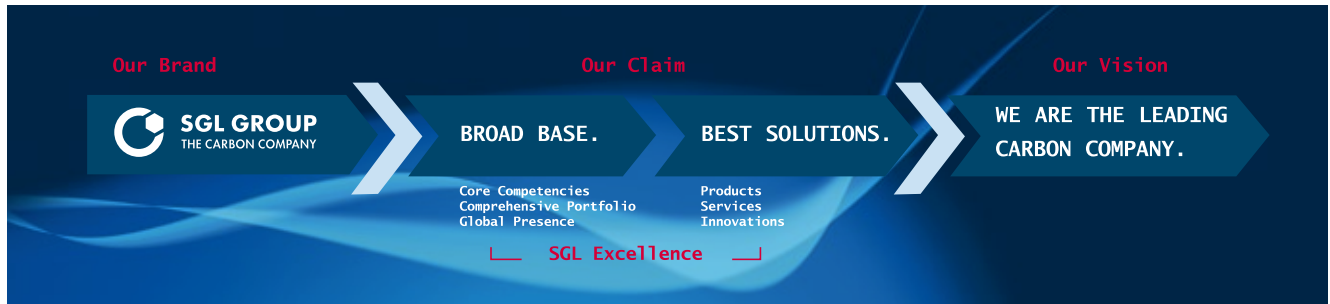 Our Brand
Our Claim
Our Vision
SGL GROUP
THE CARBON COMPANY
BROAD BASE.
BEST SOLUTIONS.
WE ARE THE LEADING
CARBON COMPANY.
Core Competencies
Comprehensive Portfolio
Global Presence
Products
Services
Innovations
SGL Excellence